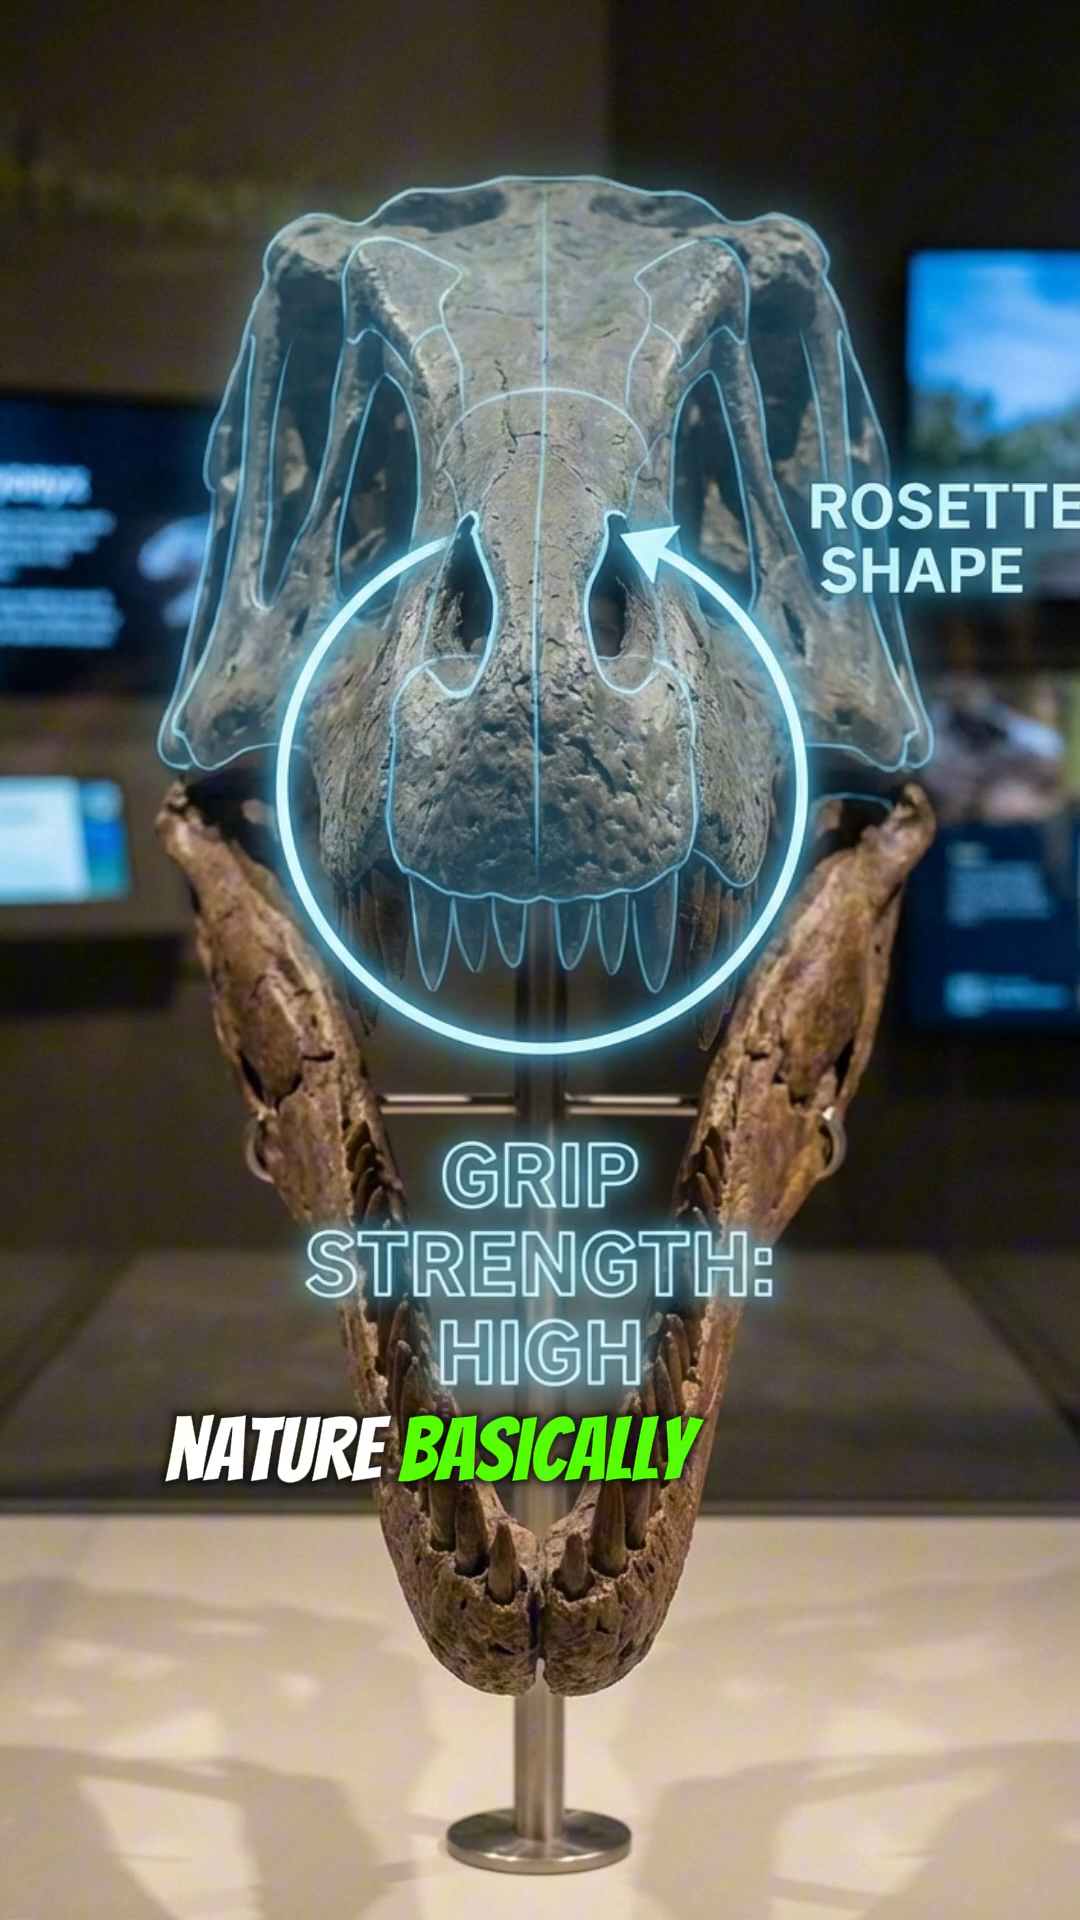 ROSETTE
SHAPE
GRIP
STRENGTH:
HIGH
NATURE BASICALLY